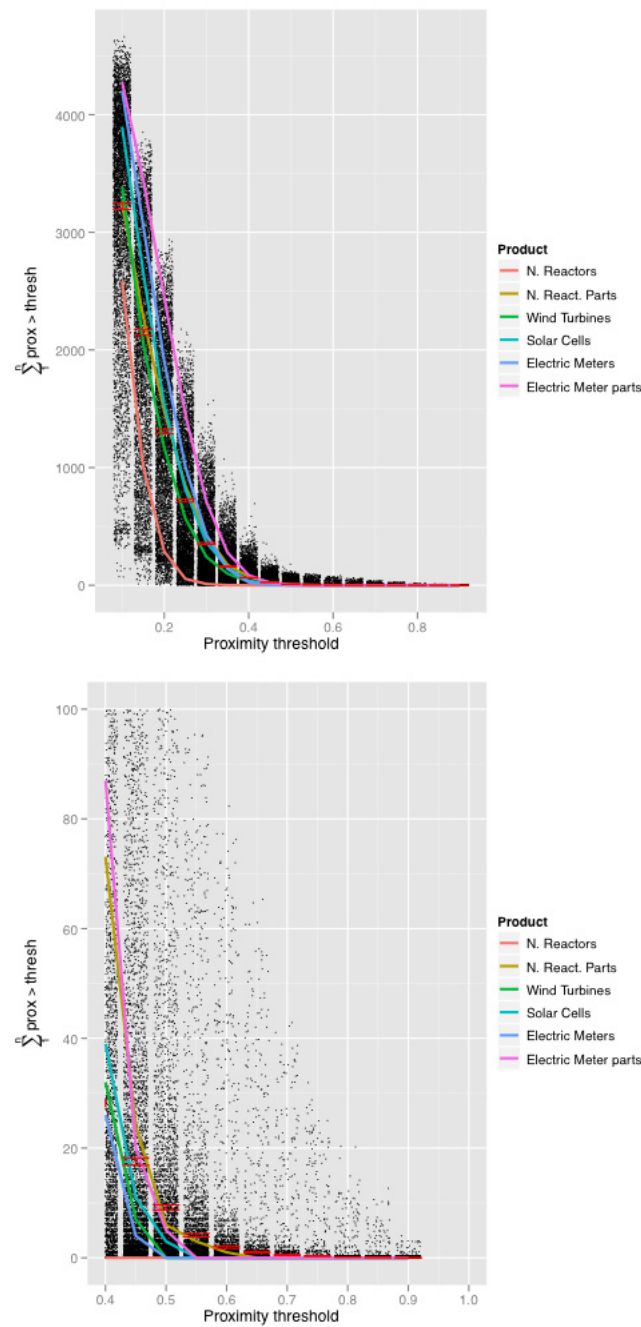 4000
3000
2000
1000
0
n
∑ prox > thresh
1
0.2 0.4 0.6 0.8
Proximity threshold
Product
N. Reactors
N. React. Parts
Wind Turbines
Solar Cells
Electric Meters
Electric Meter parts
100
80
60
40
20
0
n
∑ prox > thresh
1
0.4 0.5 0.6 0.7 0.8 0.9 1.0
Proximity threshold
Product
N. Reactors
N. React. Parts
Wind Turbines
Solar Cells
Electric Meters
Electric Meter parts